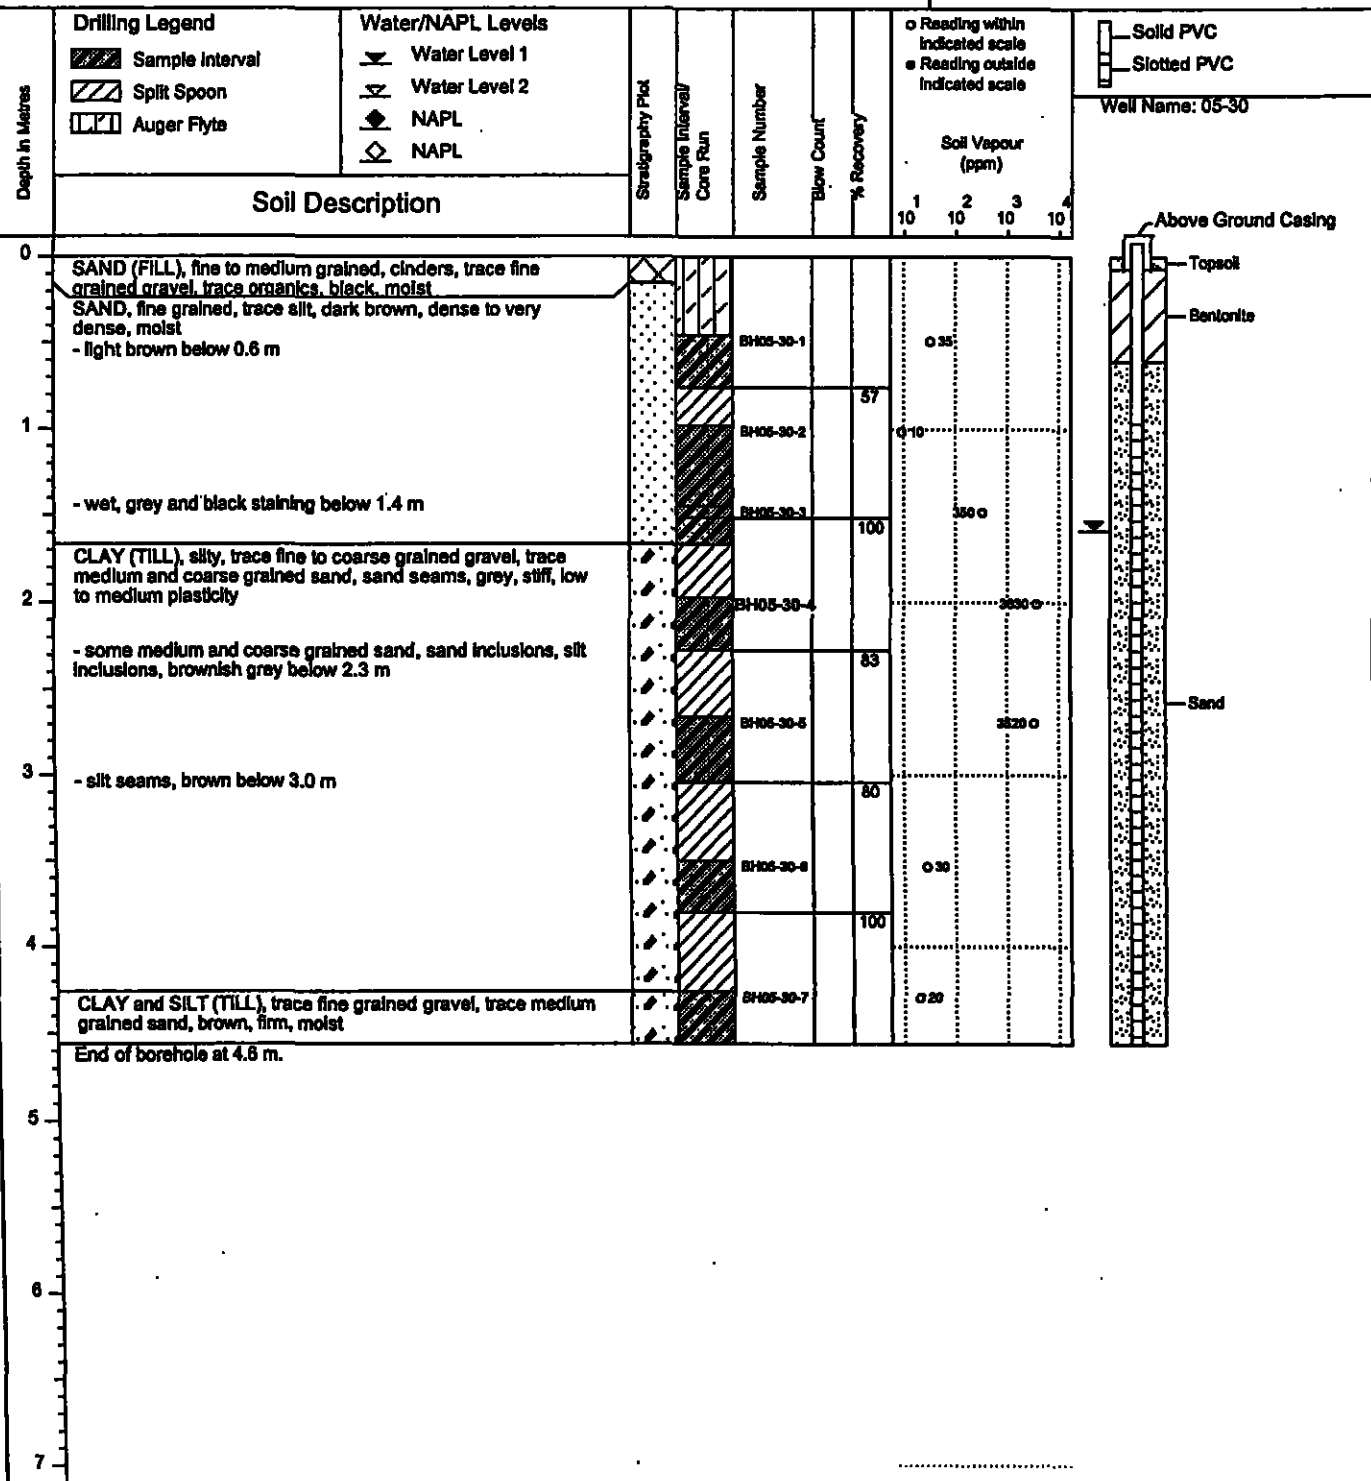 Depth in Metres
Drilling Legend
Sample Interval
Split Spoon
Auger Flyte
Water/NAPL Levels
Water Level 1
Water Level 2
NAPL
NAPL
Soil Description
Stratigraphy Plot
Sample Interval/
Core Run
Sample Number
Blow Count
% Recovery
o Reading within
indicated scale
● Reading outside
indicated scale
Soil Vapour
(ppm)
10^1 10^2 10^3 10^4
Solid PVC
Slotted PVC
Well Name: 05-30
Above Ground Casing
Topsoil
Bentonite
Sand
0
SAND (FILL), fine to medium grained, cinders, trace fine
grained gravel, trace organics, black, moist
SAND, fine grained, trace silt, dark brown, dense to very
dense, moist
- light brown below 0.6 m
BH05-30-1
35
57
1
BH05-30-2
10
- wet, grey and black staining below 1.4 m
BH05-30-3
350
100
CLAY (TILL), silty, trace fine to coarse grained gravel, trace
medium and coarse grained sand, sand seams, grey, stiff, low
to medium plasticity
2
BH05-30-4
3630
- some medium and coarse grained sand, sand inclusions, silt
inclusions, brownish grey below 2.3 m
83
BH05-30-5
3520
3
- silt seams, brown below 3.0 m
80
BH05-30-6
30
100
4
CLAY and SILT (TILL), trace fine grained gravel, trace medium
grained sand, brown, firm, moist
BH05-30-7
20
End of borehole at 4.6 m.
5
6
7